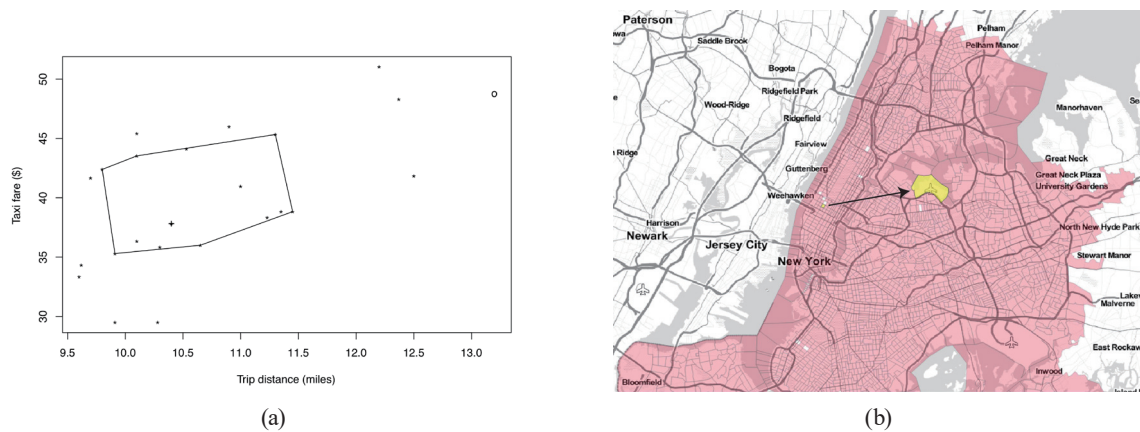 Taxi fare ($)
50
45
40
35
30
9.5 10.0 10.5 11.0 11.5 12.0 12.5 13.0
Trip distance (miles)
(a)
Paterson
Saddle Brook
Pelham
Pelham Manor
Bogota
Ridgefield Park
Wood-Ridge
Ridgefield
Manorhaven
n Ridge
Fairview
Great Neck
Guttenberg
Great Neck Plaza
University Gardens
Weehawken
Harrison
North New Hyde Park
Newark
Jersey City
New York
Stewart Manor
Lakev
Malverne
East Rockaw
Inwood
Bloomfield
(b)